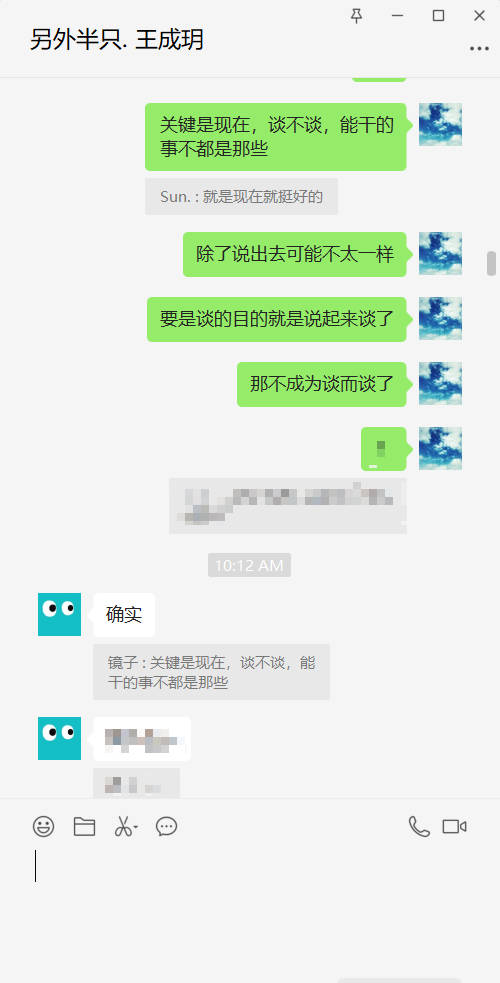 另外半只. 王成玥
关键是现在，谈不谈，能干的
事不都是那些
Sun. : 就是现在就挺好的
除了说出去可能不太一样
要是谈的目的就是说起来谈了
那不成为谈而谈了
10:12 AM
确实
镜子 : 关键是现在，谈不谈，能
干的事不都是那些